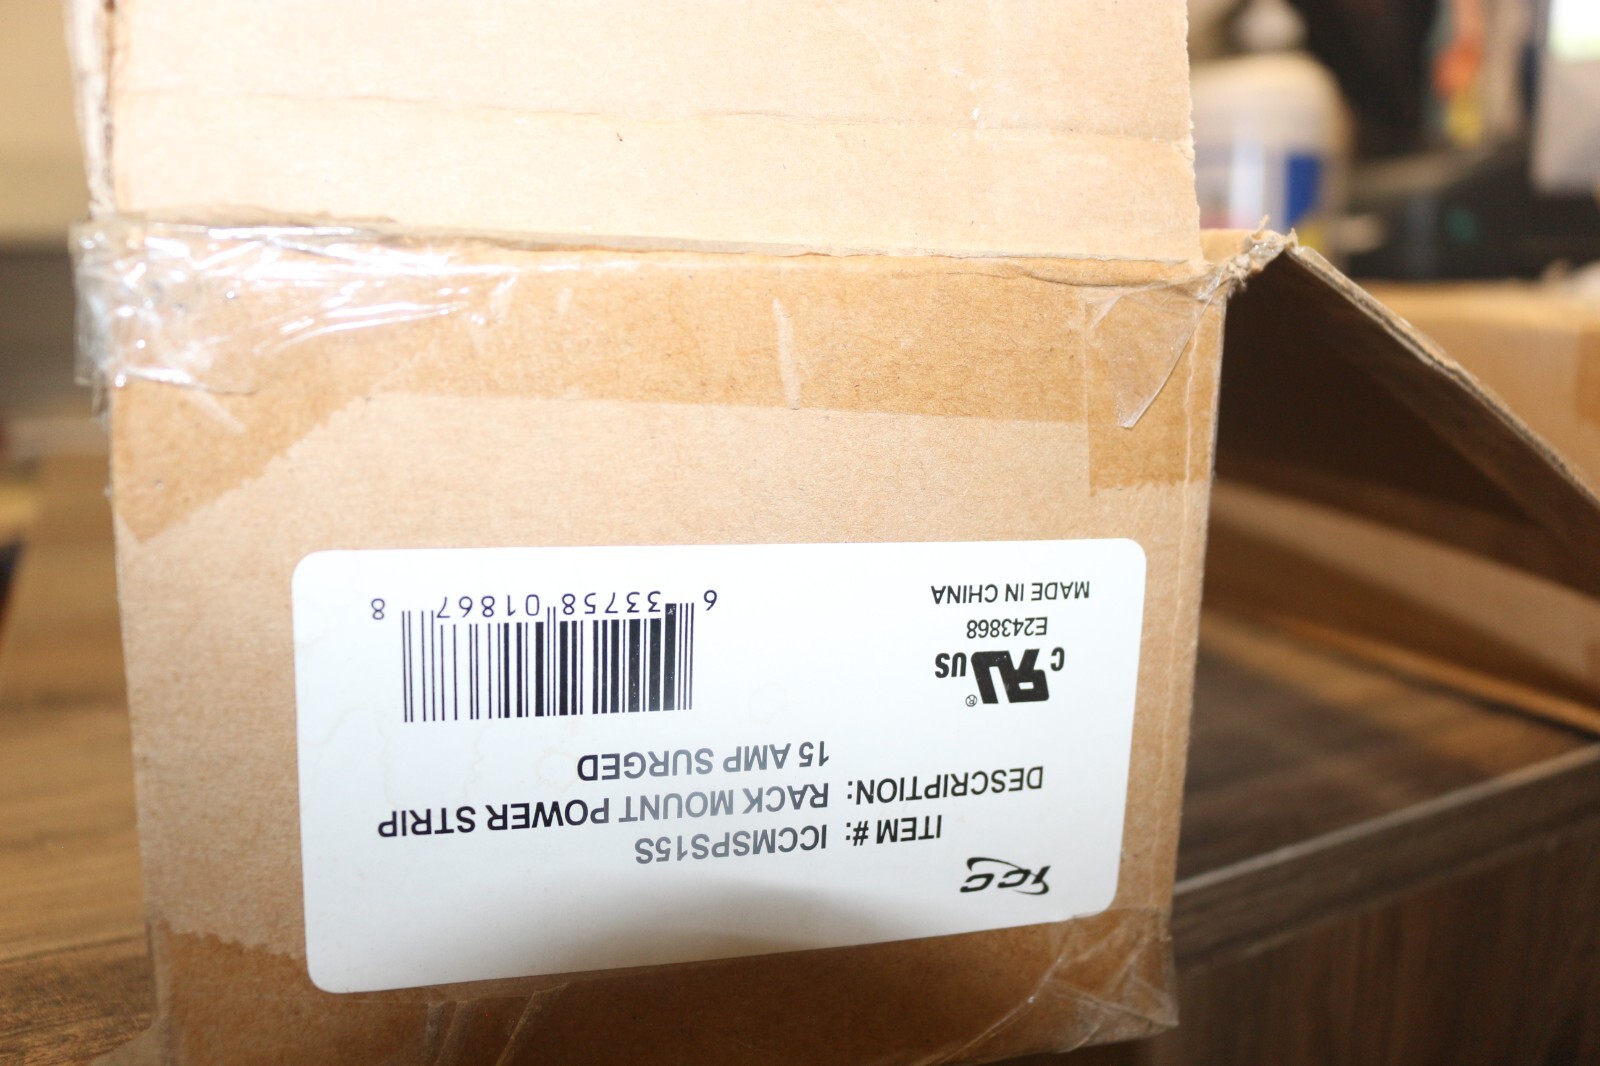 icc
ITEM #: ICCMSPS15S
DESCRIPTION: RACK MOUNT POWER STRIP
15 AMP SURGED
C RU US ®
E243868
MADE IN CHINA
6 33758 01867 8